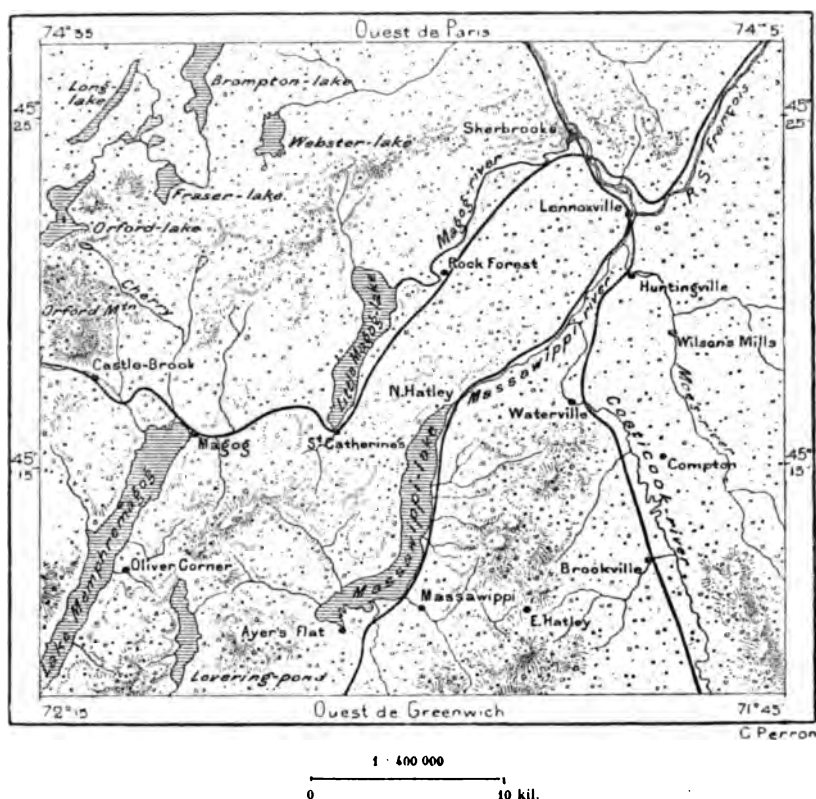 74°35
Ouest de Paris
74°5
Long-lake
Brompton-lake
45°
25
45°
25
Sherbrooke
Webster-lake
R. St François
Fraser-lake
Magog-river
Lennoxville
Orford-lake
Rock Forest
Huntingville
Cherry
Orford Mtn
Massawippi river
Wilson's Mills
Castle-Brook
Little Magog-lake
N. Hatley
Moe's-river
Waterville
Magog
St Catherines
Coatcook river
Compton
45°
15
45°
15
Lake Memphremagog
Massawippi-lake
Oliver Corner
Brookville
Massawippi
E. Hatley
Ayer's flat
Lovering-pond
72°15
Ouest de Greenwich
71°45
C Perron
1 : 400 000
0
10 kil.